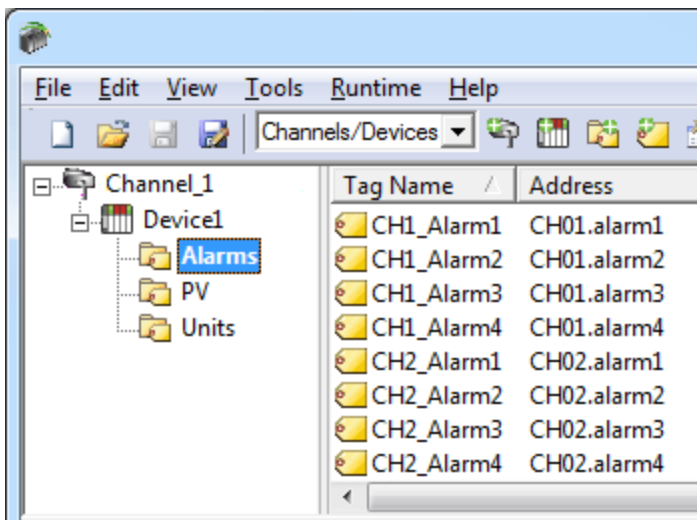 File Edit View Tools Runtime Help
Channels/Devices
Channel_1
Device1
Alarms
PV
Units
Tag Name Address
CH1_Alarm1 CH01.alarm1
CH1_Alarm2 CH01.alarm2
CH1_Alarm3 CH01.alarm3
CH1_Alarm4 CH01.alarm4
CH2_Alarm1 CH02.alarm1
CH2_Alarm2 CH02.alarm2
CH2_Alarm3 CH02.alarm3
CH2_Alarm4 CH02.alarm4